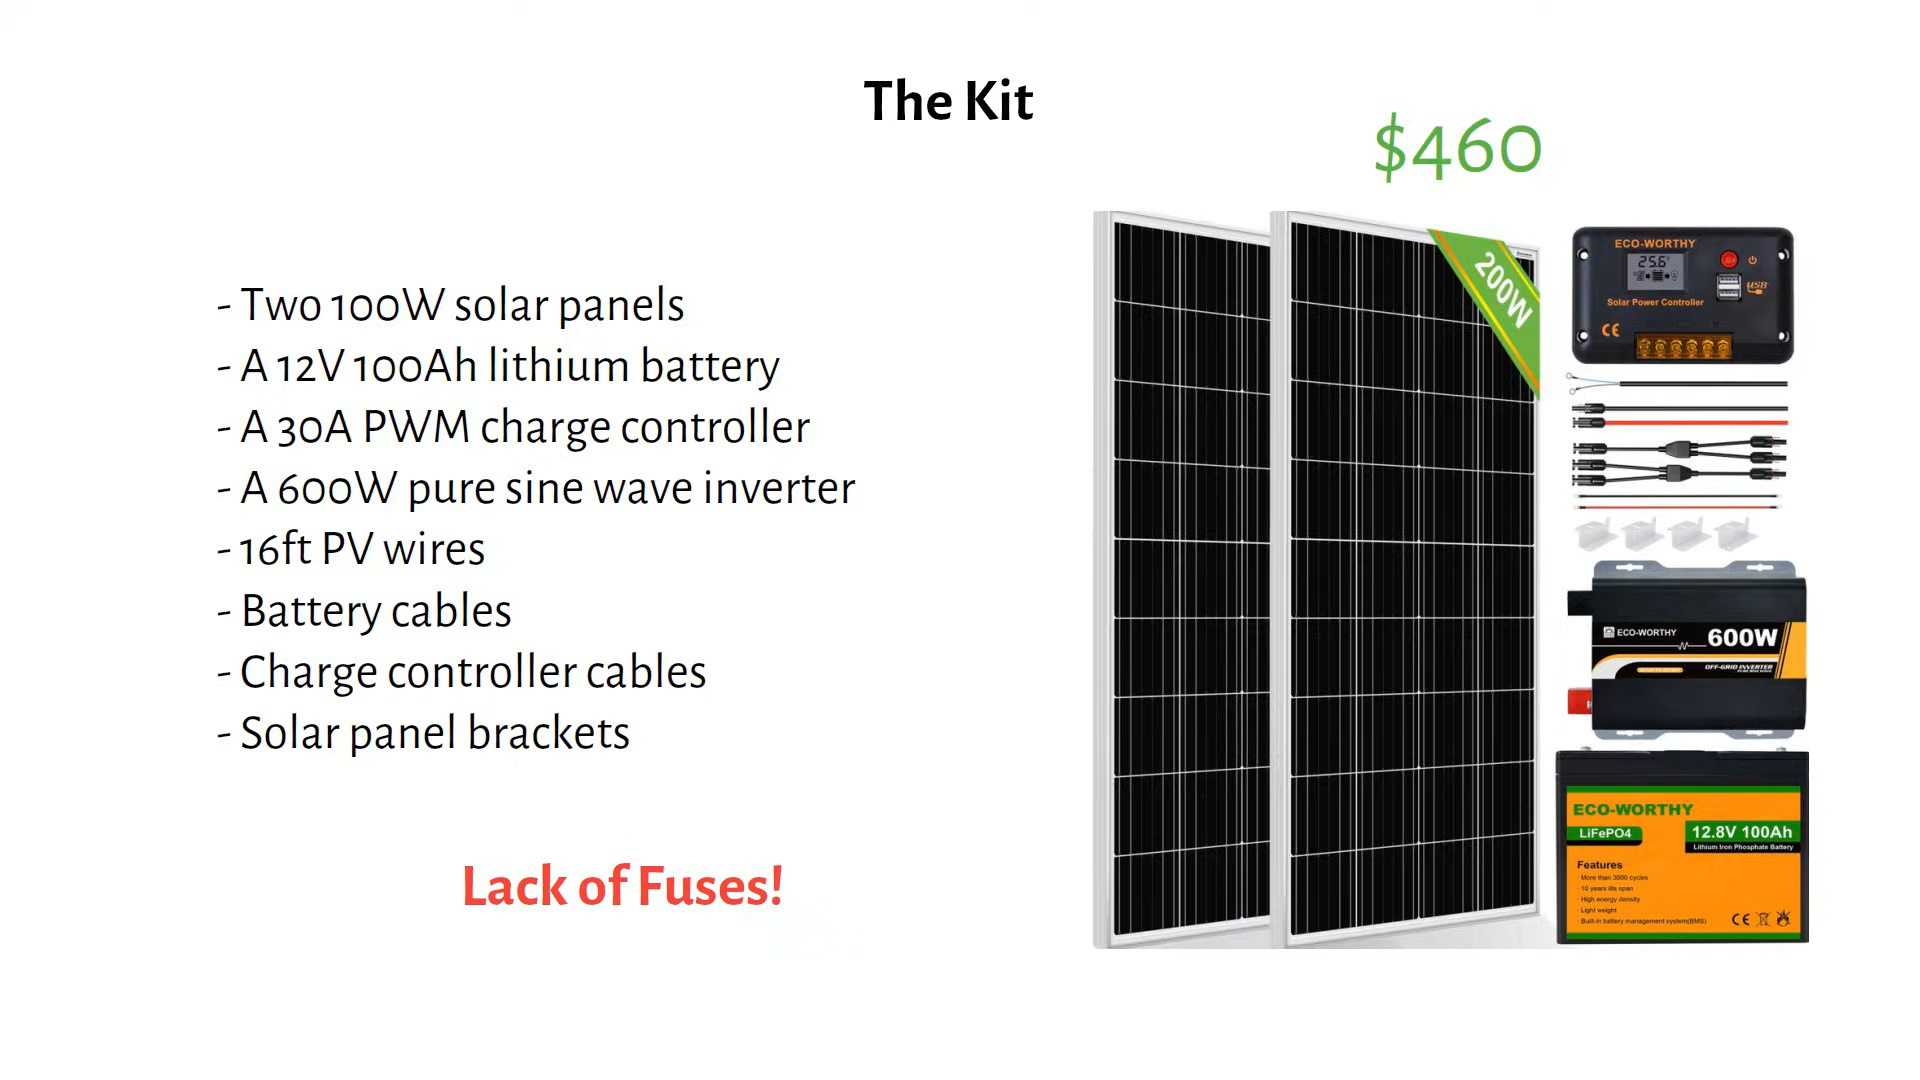 The Kit
$460
- Two 100W solar panels
- A 12V 100Ah lithium battery
- A 30A PWM charge controller
- A 600W pure sine wave inverter
- 16ft PV wires
- Battery cables
- Charge controller cables
- Solar panel brackets
Lack of Fuses!
200W
ECO-WORTHY
25.6V
USB
Solar Power Controller
CE
ECO-WORTHY
600W
OFF-GRID INVERTER
ECO-WORTHY
LiFePO4
12.8V 100Ah
Lithium Iron Phosphate Battery
Features
· More than 3000 cycles
· 10 years life span
· High energy density
· Light weight
· Built-in battery management system(BMS)
CE